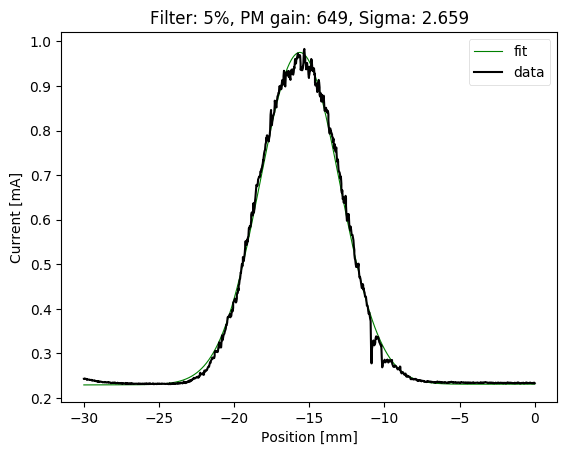 Filter: 5%, PM gain: 649, Sigma: 2.659
fit
data
1.0
0.9
0.8
0.7
0.6
0.5
0.4
0.3
0.2
Current [mA]
−30 −25 −20 −15 −10 −5 0
Position [mm]